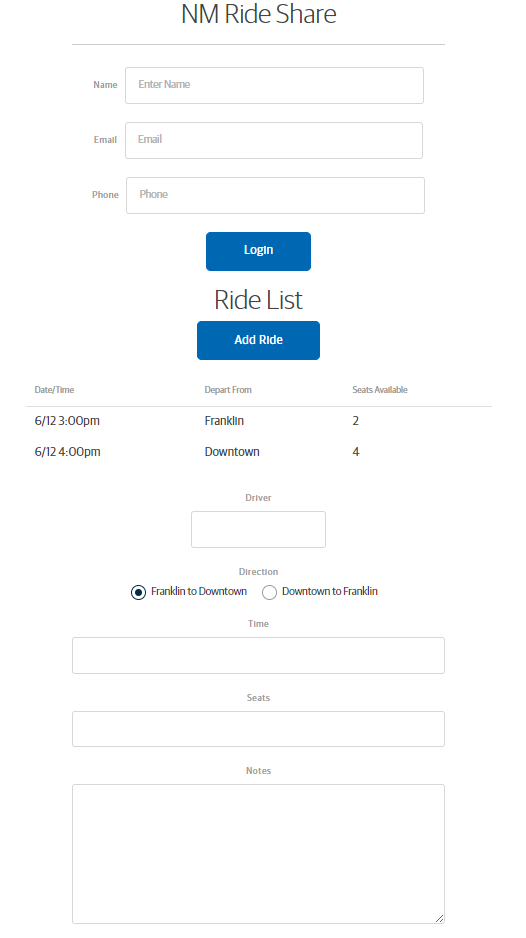 NM Ride Share
Name Enter Name
Email Email
Phone Phone
Login
Ride List
Add Ride
Date/Time Depart From Seats Available
6/12 3:00pm Franklin 2
6/12 4:00pm Downtown 4
Driver
Direction
Franklin to Downtown Downtown to Franklin
Time
Seats
Notes